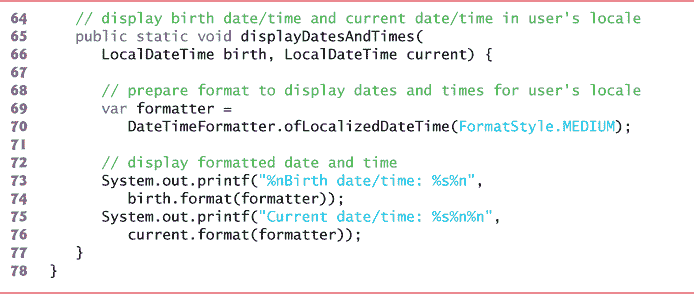 64    // display birth date/time and current date/time in user's locale
65    public static void displayDatesAndTimes(
66       LocalDateTime birth, LocalDateTime current) {
67
68       // prepare format to display dates and times for user's locale
69       var formatter =
70          DateTimeFormatter.ofLocalizedDateTime(FormatStyle.MEDIUM);
71
72       // display formatted date and time
73       System.out.printf("%nBirth date/time: %s%n",
74          birth.format(formatter));
75       System.out.printf("Current date/time: %s%n%n",
76          current.format(formatter));
77    }
78 }